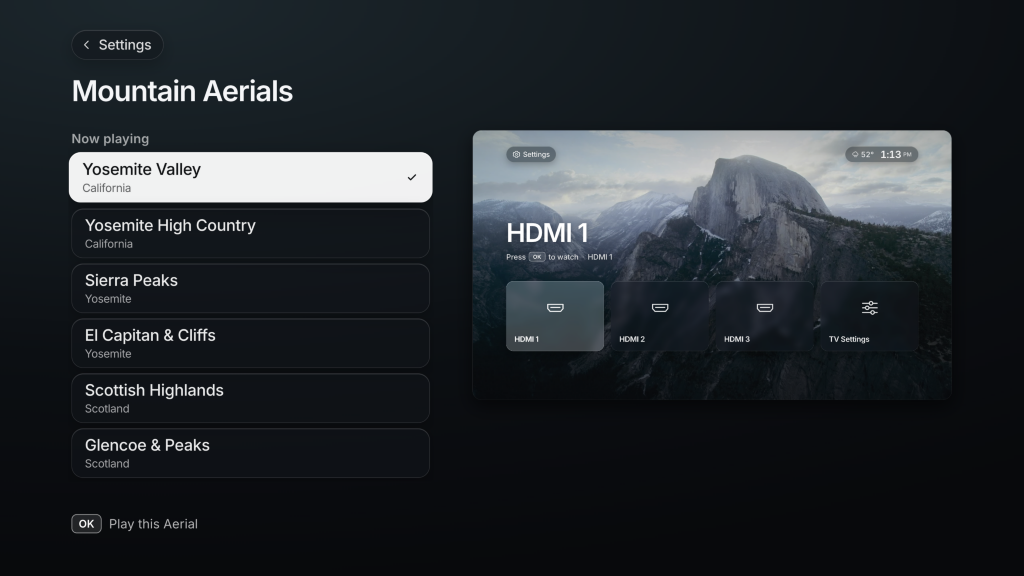 Settings
Mountain Aerials
Now playing
Yosemite Valley
California
Yosemite High Country
California
Sierra Peaks
Yosemite
El Capitan & Cliffs
Yosemite
Scottish Highlands
Scotland
Glencoe & Peaks
Scotland
OK Play this Aerial
Settings
52° 1:13 PM
HDMI 1
Press OK to watch · HDMI 1
HDMI 1
HDMI 2
HDMI 3
TV Settings